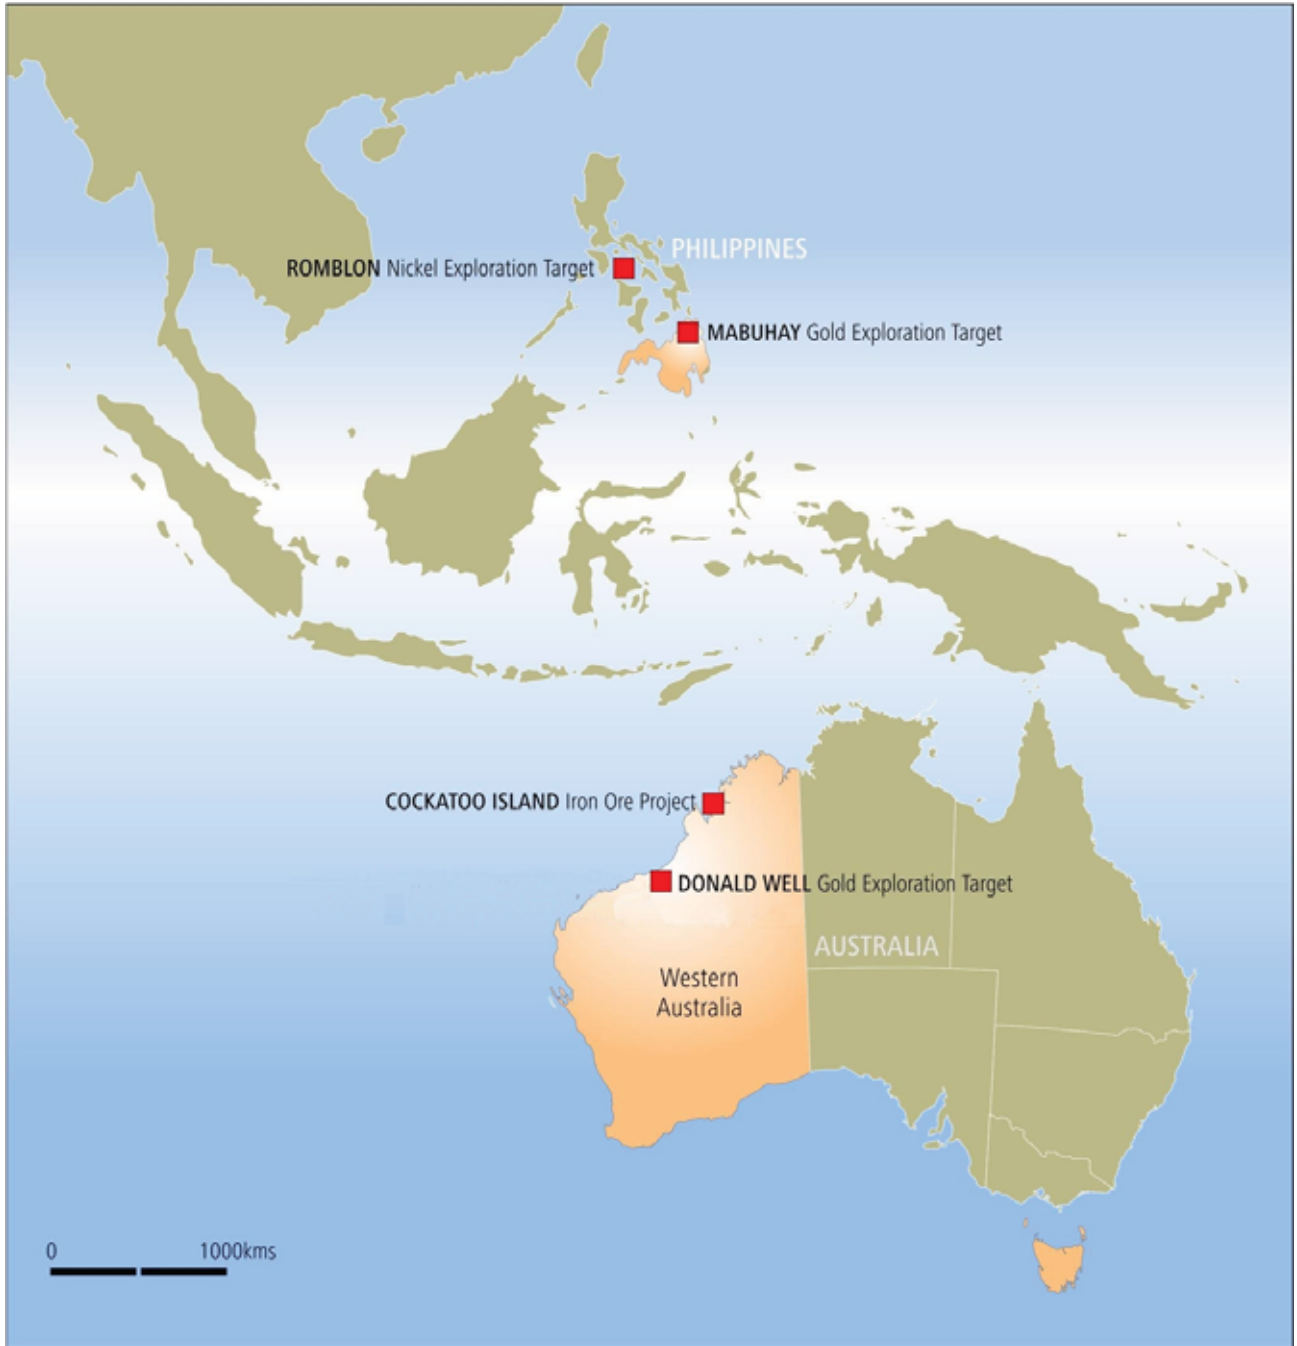 PHILIPPINES
ROMBLON Nickel Exploration Target
MABUHAY Gold Exploration Target
COCKATOO ISLAND Iron Ore Project
DONALD WELL Gold Exploration Target
AUSTRALIA
Western
Australia
0 1000kms